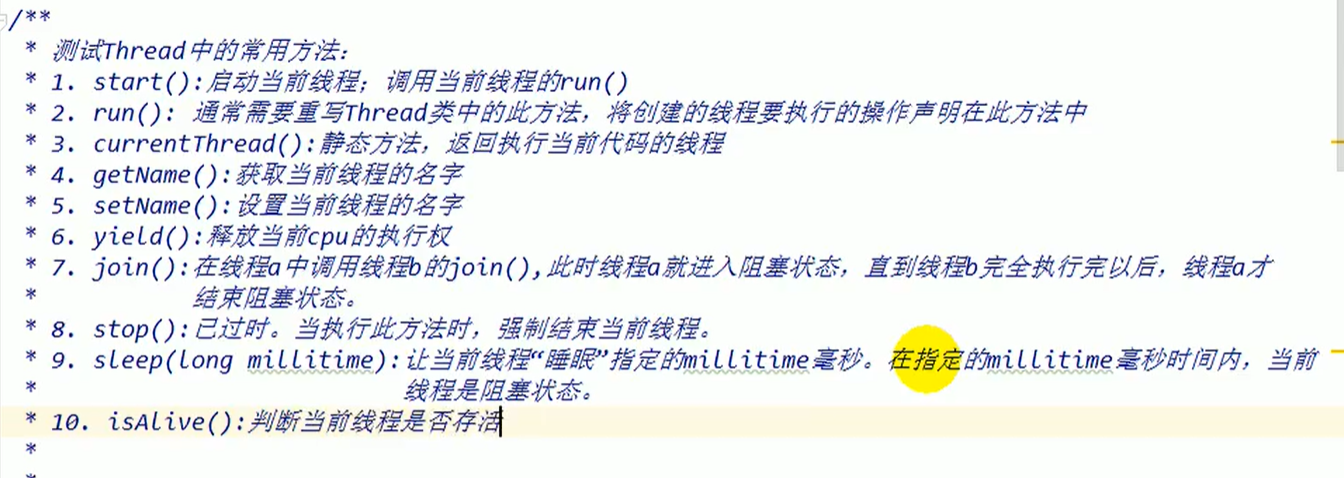 /**
* 测试Thread中的常用方法：
* 1. start():启动当前线程；调用当前线程的run()
* 2. run(): 通常需要重写Thread类中的此方法，将创建的线程要执行的操作声明在此方法中
* 3. currentThread():静态方法，返回执行当前代码的线程
* 4. getName():获取当前线程的名字
* 5. setName():设置当前线程的名字
* 6. yield():释放当前cpu的执行权
* 7. join():在线程a中调用线程b的join(),此时线程a就进入阻塞状态，直到线程b完全执行完以后，线程a才
* 结束阻塞状态。
* 8. stop():已过时。当执行此方法时，强制结束当前线程。
* 9. sleep(long millitime):让当前线程“睡眠”指定的millitime毫秒。在指定的millitime毫秒时间内，当前
* 线程是阻塞状态。
* 10. isAlive():判断当前线程是否存活
*
*